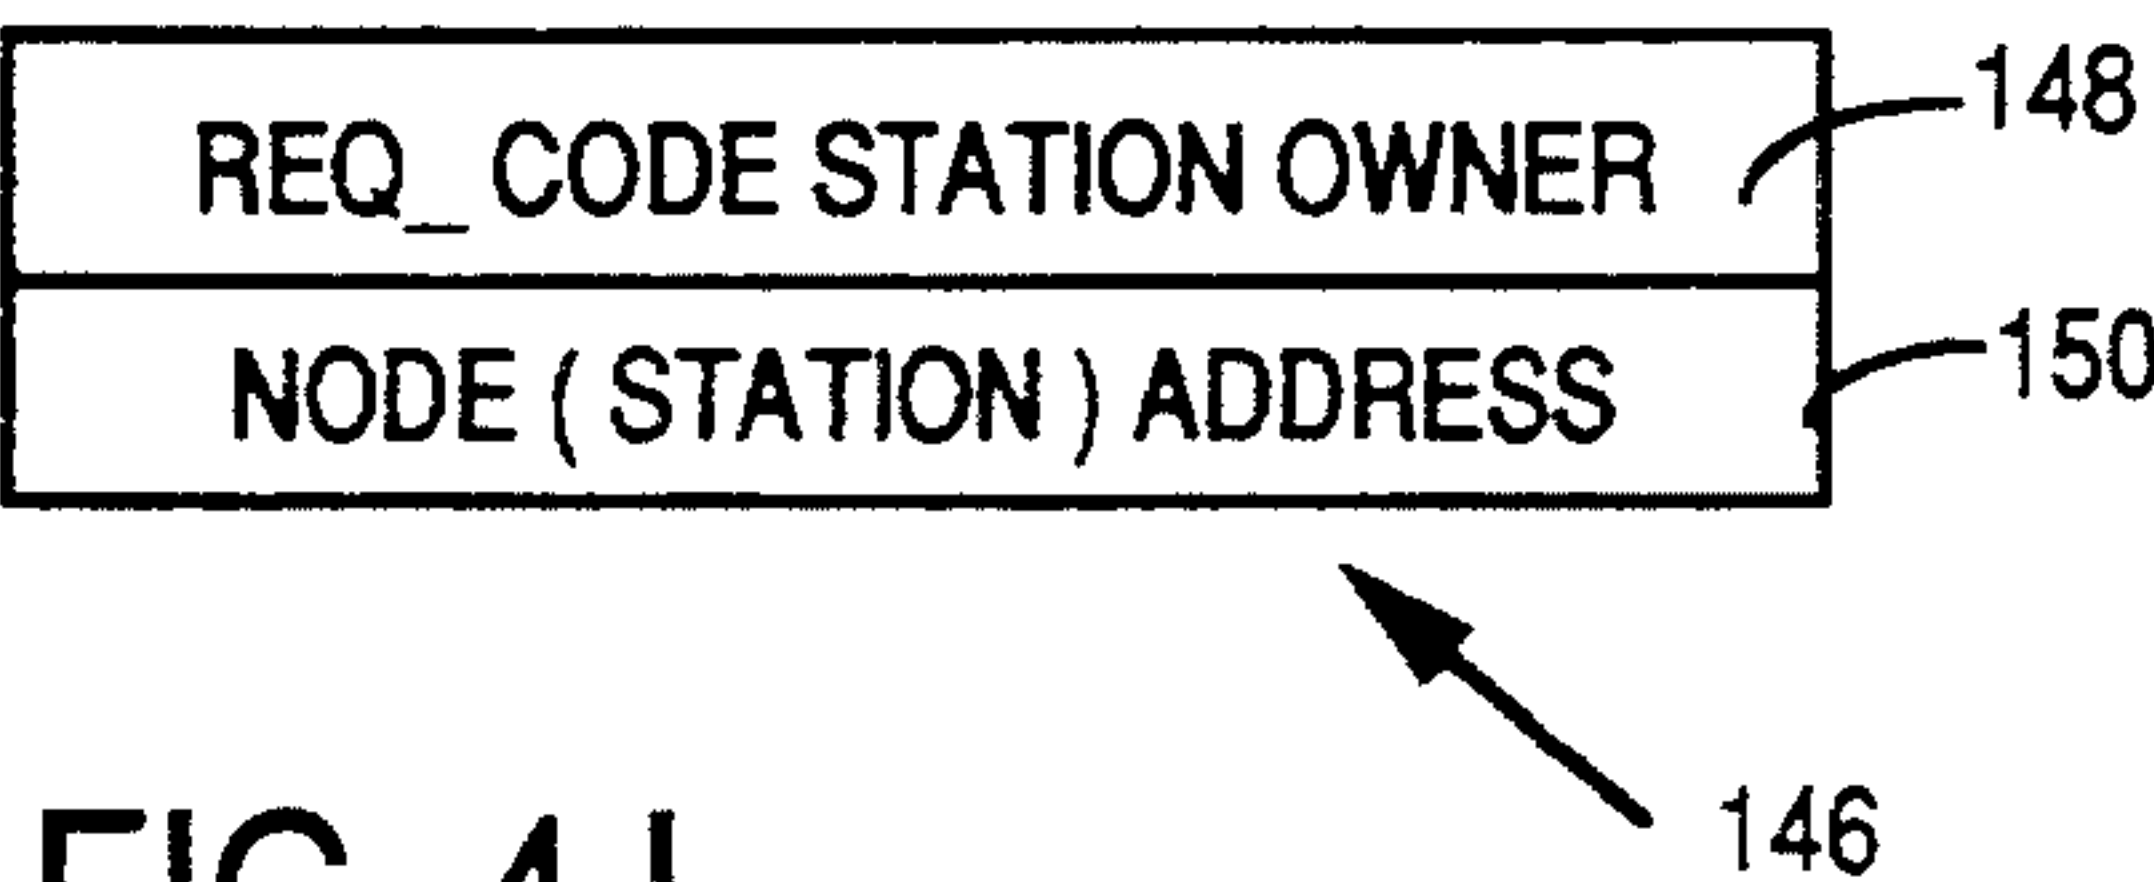 REQ_CODE STATION OWNER
148
NODE (STATION) ADDRESS
150
146